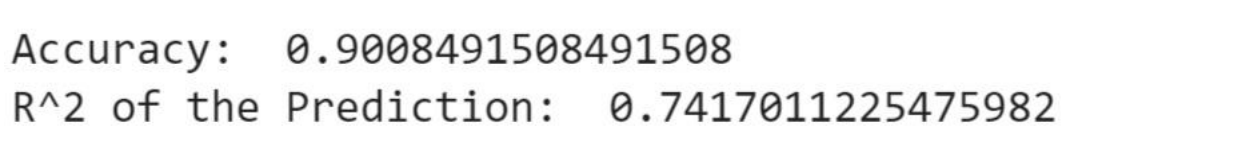 Accuracy:  0.9008491508491508
R^2 of the Prediction:  0.7417011225475982